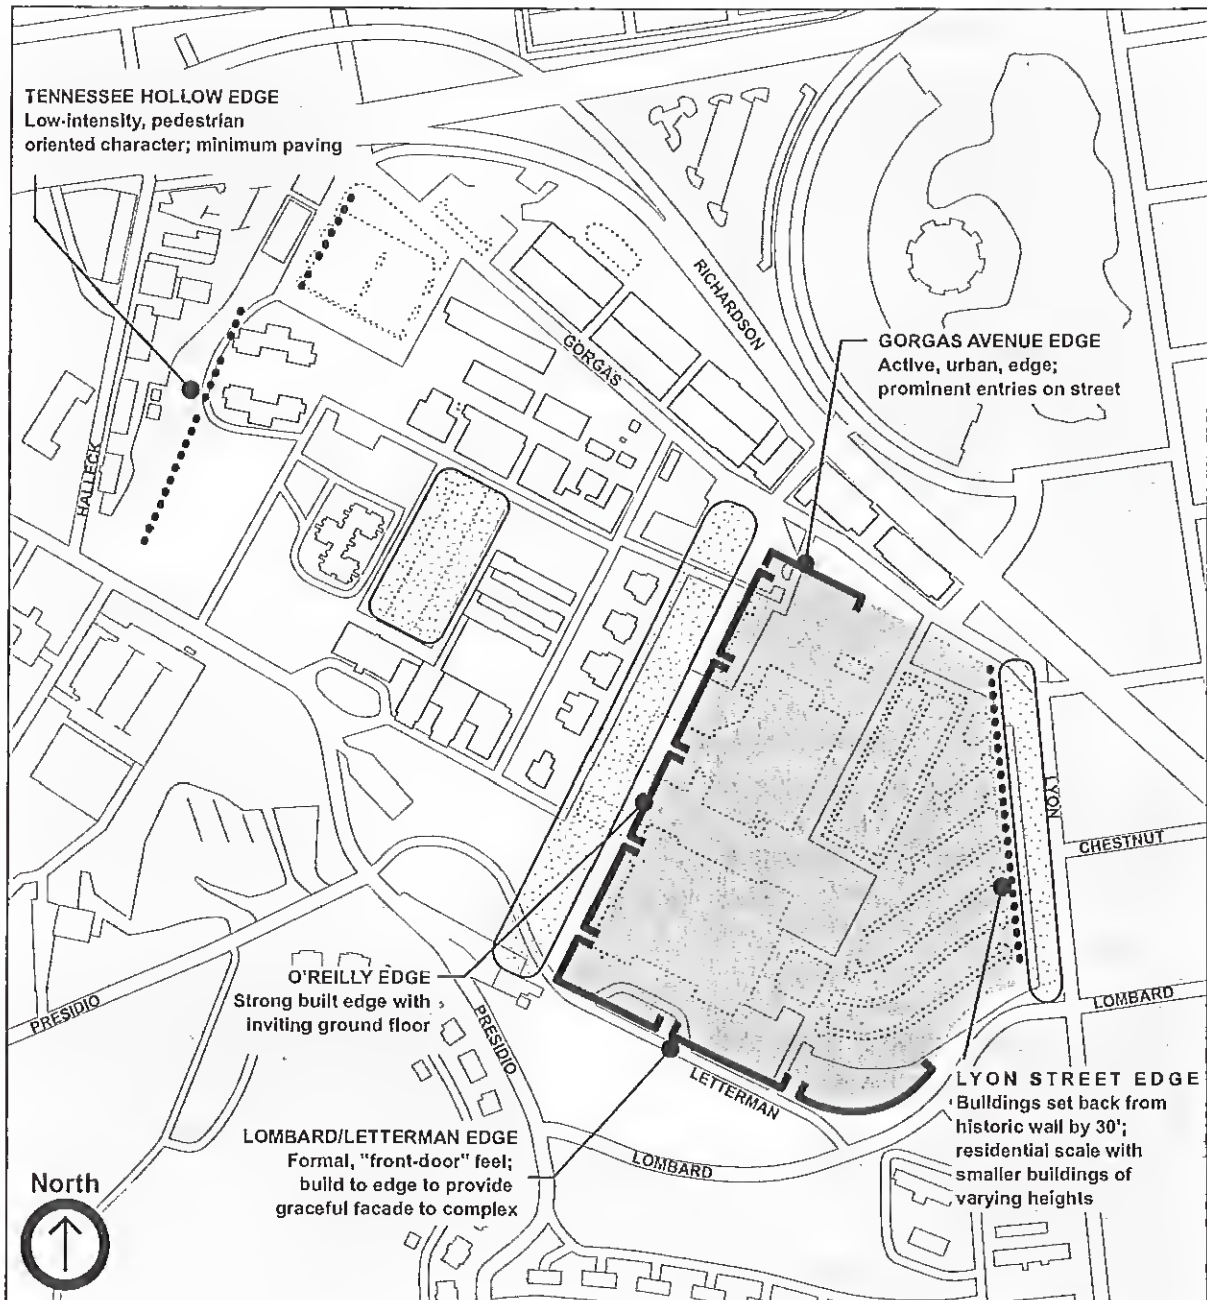 TENNESSEE HOLLOW EDGE
Low-intensity, pedestrian
oriented character; minimum paving
RICHARDSON
GORGAS
GORGAS AVENUE EDGE
Active, urban, edge;
prominent entries on street
HALLECK
LYON
CHESTNUT
O'REILLY EDGE
Strong built edge with
inviting ground floor
PRESIDIO
PRESIDIO
LOMBARD
LETTERMAN
LYON STREET EDGE
Buildings set back from
historic wall by 30';
residential scale with
smaller buildings of
varying heights
LOMBARD/LETTERMAN EDGE
Formal, "front-door" feel;
build to edge to provide
graceful facade to complex
LOMBARD
North